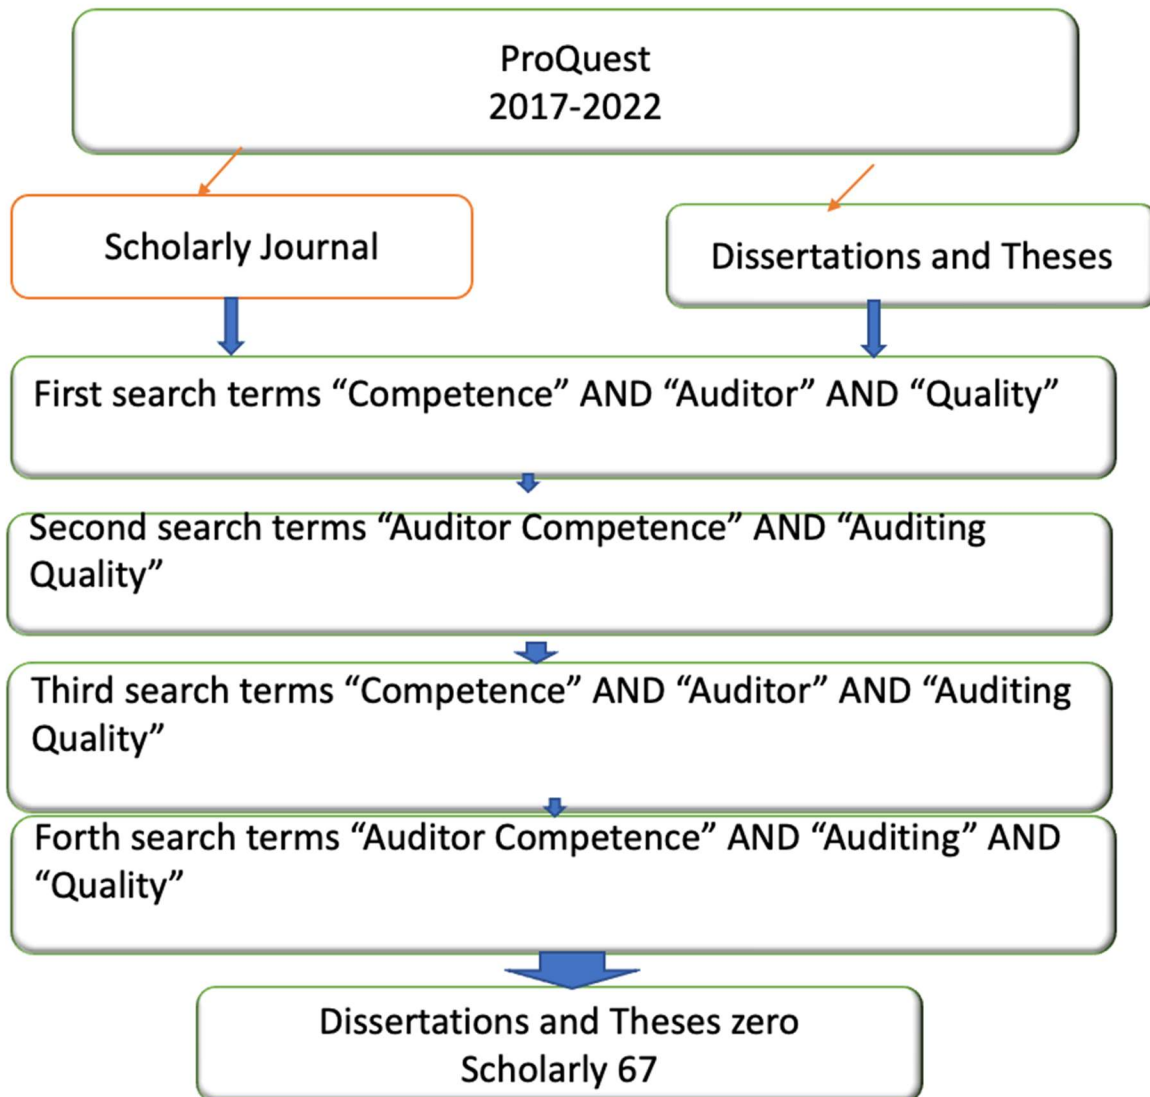 ProQuest
2017-2022
Scholarly Journal
Dissertations and Theses
First search terms “Competence” AND “Auditor” AND “Quality”
Second search terms “Auditor Competence” AND “Auditing
Quality”
Third search terms “Competence” AND “Auditor” AND “Auditing
Quality”
Forth search terms “Auditor Competence” AND “Auditing” AND
“Quality”
Dissertations and Theses zero
Scholarly 67